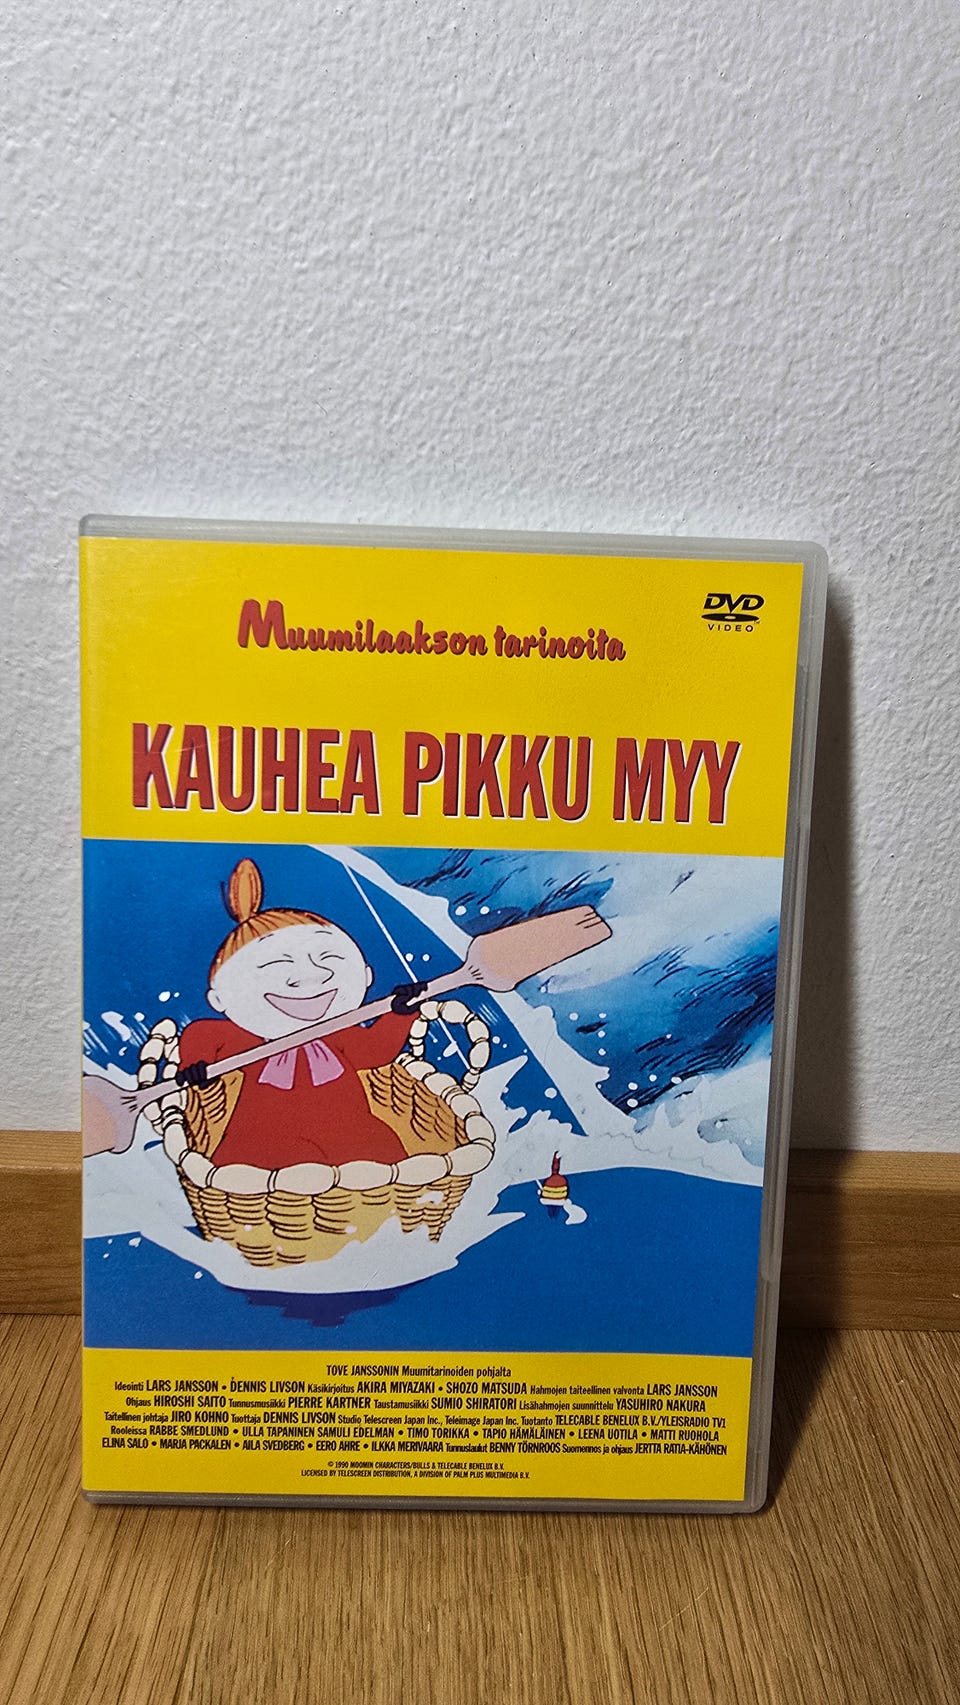 DVD
VIDEO
Muumilaakson tarinoita
KAUHEA PIKKU MYY
TOVE JANSSONIN Muumitarinoiden pohjalta
Ideointi LARS JANSSON • DENNIS LIVSON Käsikirjoitus AKIRA MIYAZAKI • SHOZO MATSUDA Hahmojen taiteellinen valvonta LARS JANSSON
Ohjaus HIROSHI SAITO Tunnusmusiikki PIERRE KARTNER Taustamusiikki SUMIO SHIRATORI Lisähahmojen suunnittelu YASUHIRO NAKURA
Taiteellinen johtaja JIRO KOHNO Tuottaja DENNIS LIVSON Studio Telescreen Japan Inc., Teleimage Japan Inc. Tuotanto TELECABLE BENELUX B.V./YLEISRADIO TV1
Rooleissa RABBE SMEDLUND • ULLA TAPANINEN SAMULI EDELMAN • TIMO TORIKKA • TAPIO HÄMÄLÄINEN • LEENA UOTILA • MATTI RUOHOLA
ELINA SALO • MARJA PACKALEN • AILA SVEDBERG • EERO AHRE • ILKKA MERIVAARA Tunnuslaulut BENNY TÖRNROOS Suomennos ja ohjaus JERTTA RATIA-KÄHÖNEN
© 1990 MOOMIN CHARACTERS/BULLS & TELECABLE BENELUX B.V.
LICENSED BY TELESCREEN DISTRIBUTION, A DIVISION OF PALM PLUS MULTIMEDIA B.V.